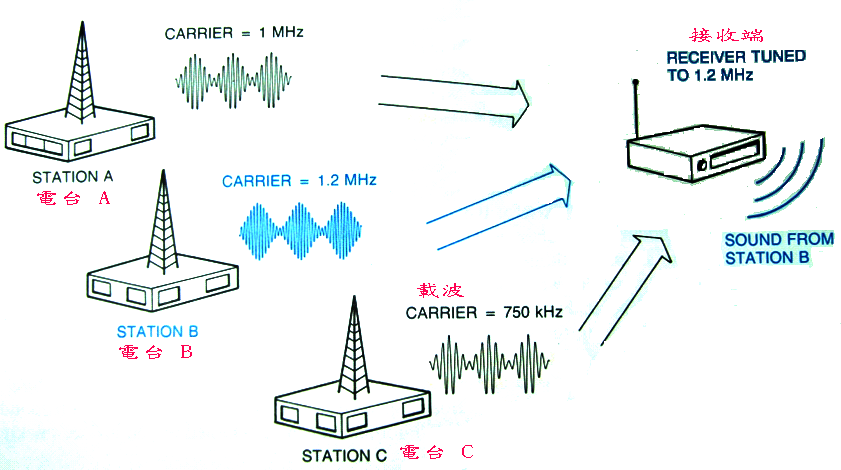 CARRIER = 1 MHz
STATION A
電台 A
CARRIER = 1.2 MHz
STATION B
電台 B
載波
CARRIER = 750 kHz
STATION C 電台 C
接收端
RECEIVER TUNED
TO 1.2 MHz
SOUND FROM
STATION B